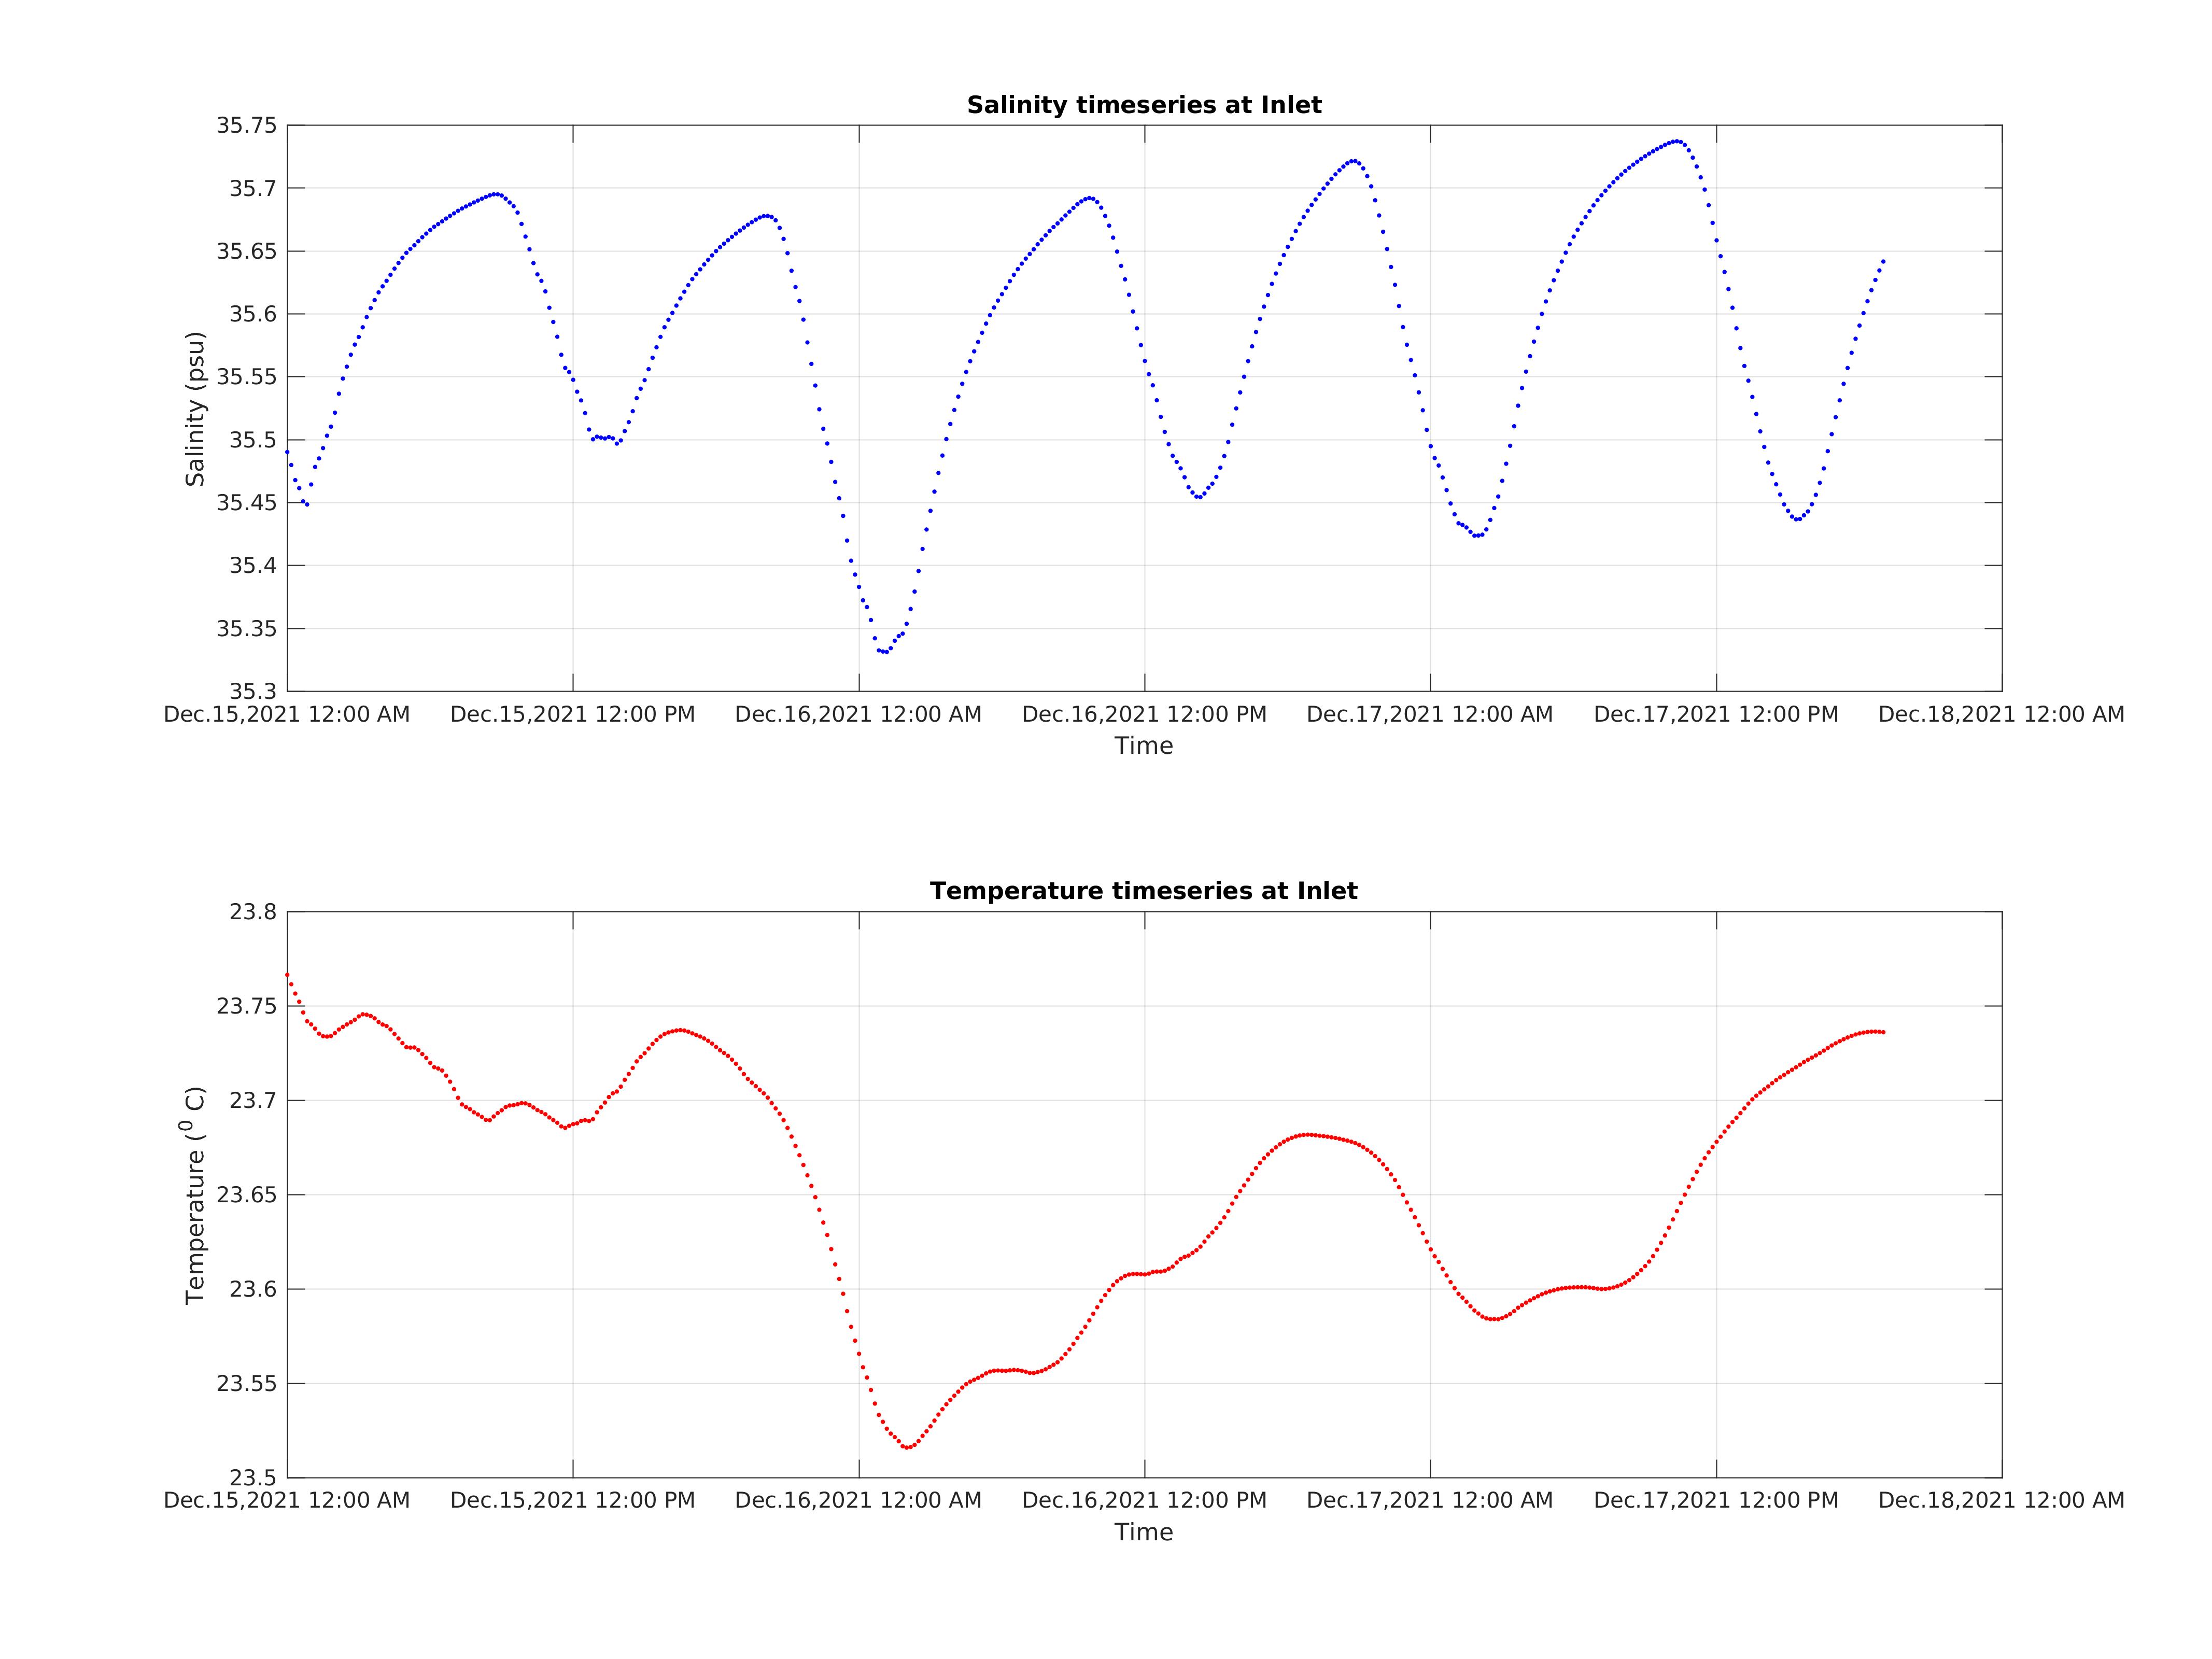 Salinity timeseries at Inlet
35.75
35.7
35.65
35.6
35.55
35.5
35.45
35.4
35.35
35.3
Salinity (psu)
Dec.15,2021 12:00 AM Dec.15,2021 12:00 PM Dec.16,2021 12:00 AM Dec.16,2021 12:00 PM Dec.17,2021 12:00 AM Dec.17,2021 12:00 PM Dec.18,2021 12:00 AM
Time
Temperature timeseries at Inlet
23.8
23.75
23.7
23.65
23.6
23.55
23.5
Temperature (⁰ C)
Dec.15,2021 12:00 AM Dec.15,2021 12:00 PM Dec.16,2021 12:00 AM Dec.16,2021 12:00 PM Dec.17,2021 12:00 AM Dec.17,2021 12:00 PM Dec.18,2021 12:00 AM
Time